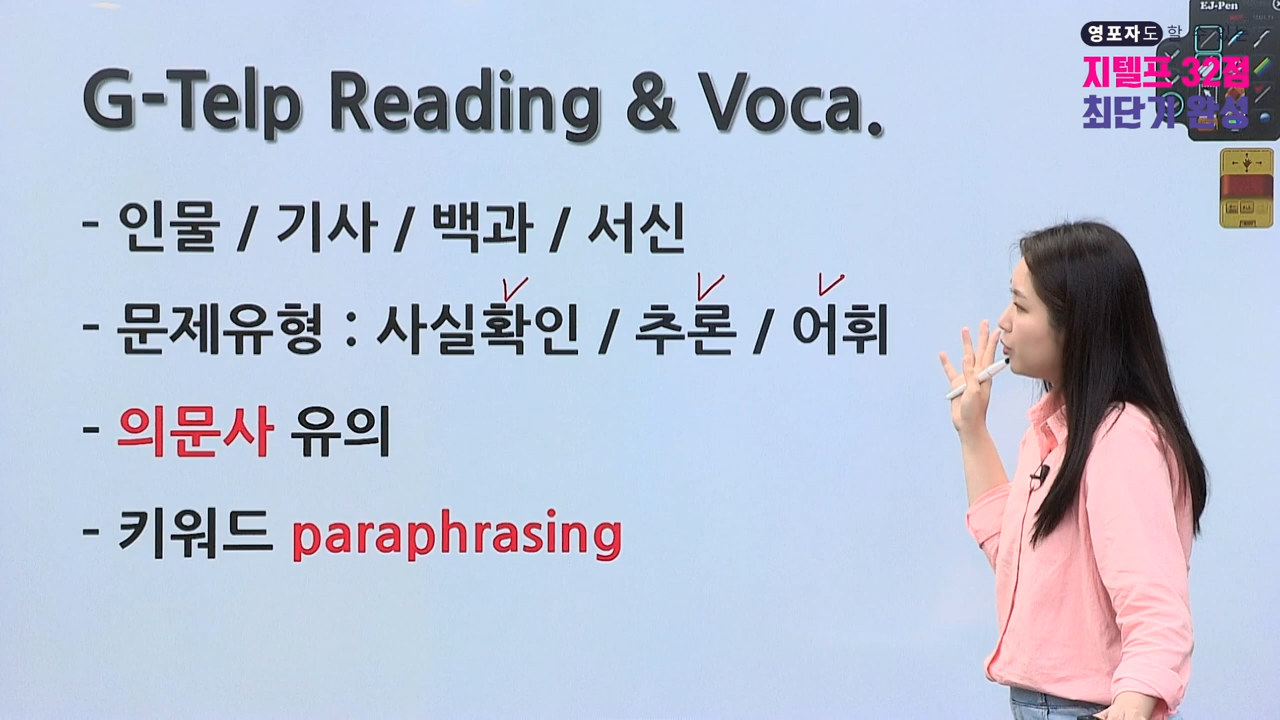 G-Telp Reading & Voca.
- 인물 / 기사 / 백과 / 서신
- 문제유형 : 사실확인 / 추론 / 어휘
- 의문사 유의
- 키워드 paraphrasing
EJ-Pen
영포자도 할
지텔프 32점
최단기 완성